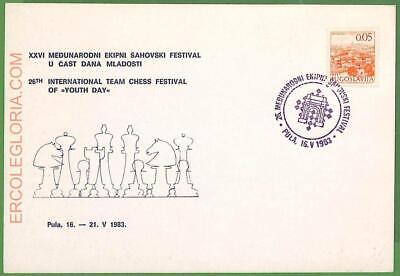 ERCOLEGLORIA.COM
XXVI MEĐUNARODNI EKIPNI ŠAHOVSKI FESTIVAL
U ČAST DANA MLADOSTI
26TH INTERNATIONAL TEAM CHESS FESTIVAL
OF »YOUTH DAY«
0.05
JUGOSLAVIJA
26. MEĐUNARODNI EKIPNI ŠAHOVSKI FESTIVAL
PULA, 16. V 1983.
Pula, 16. — 21. V 1983.